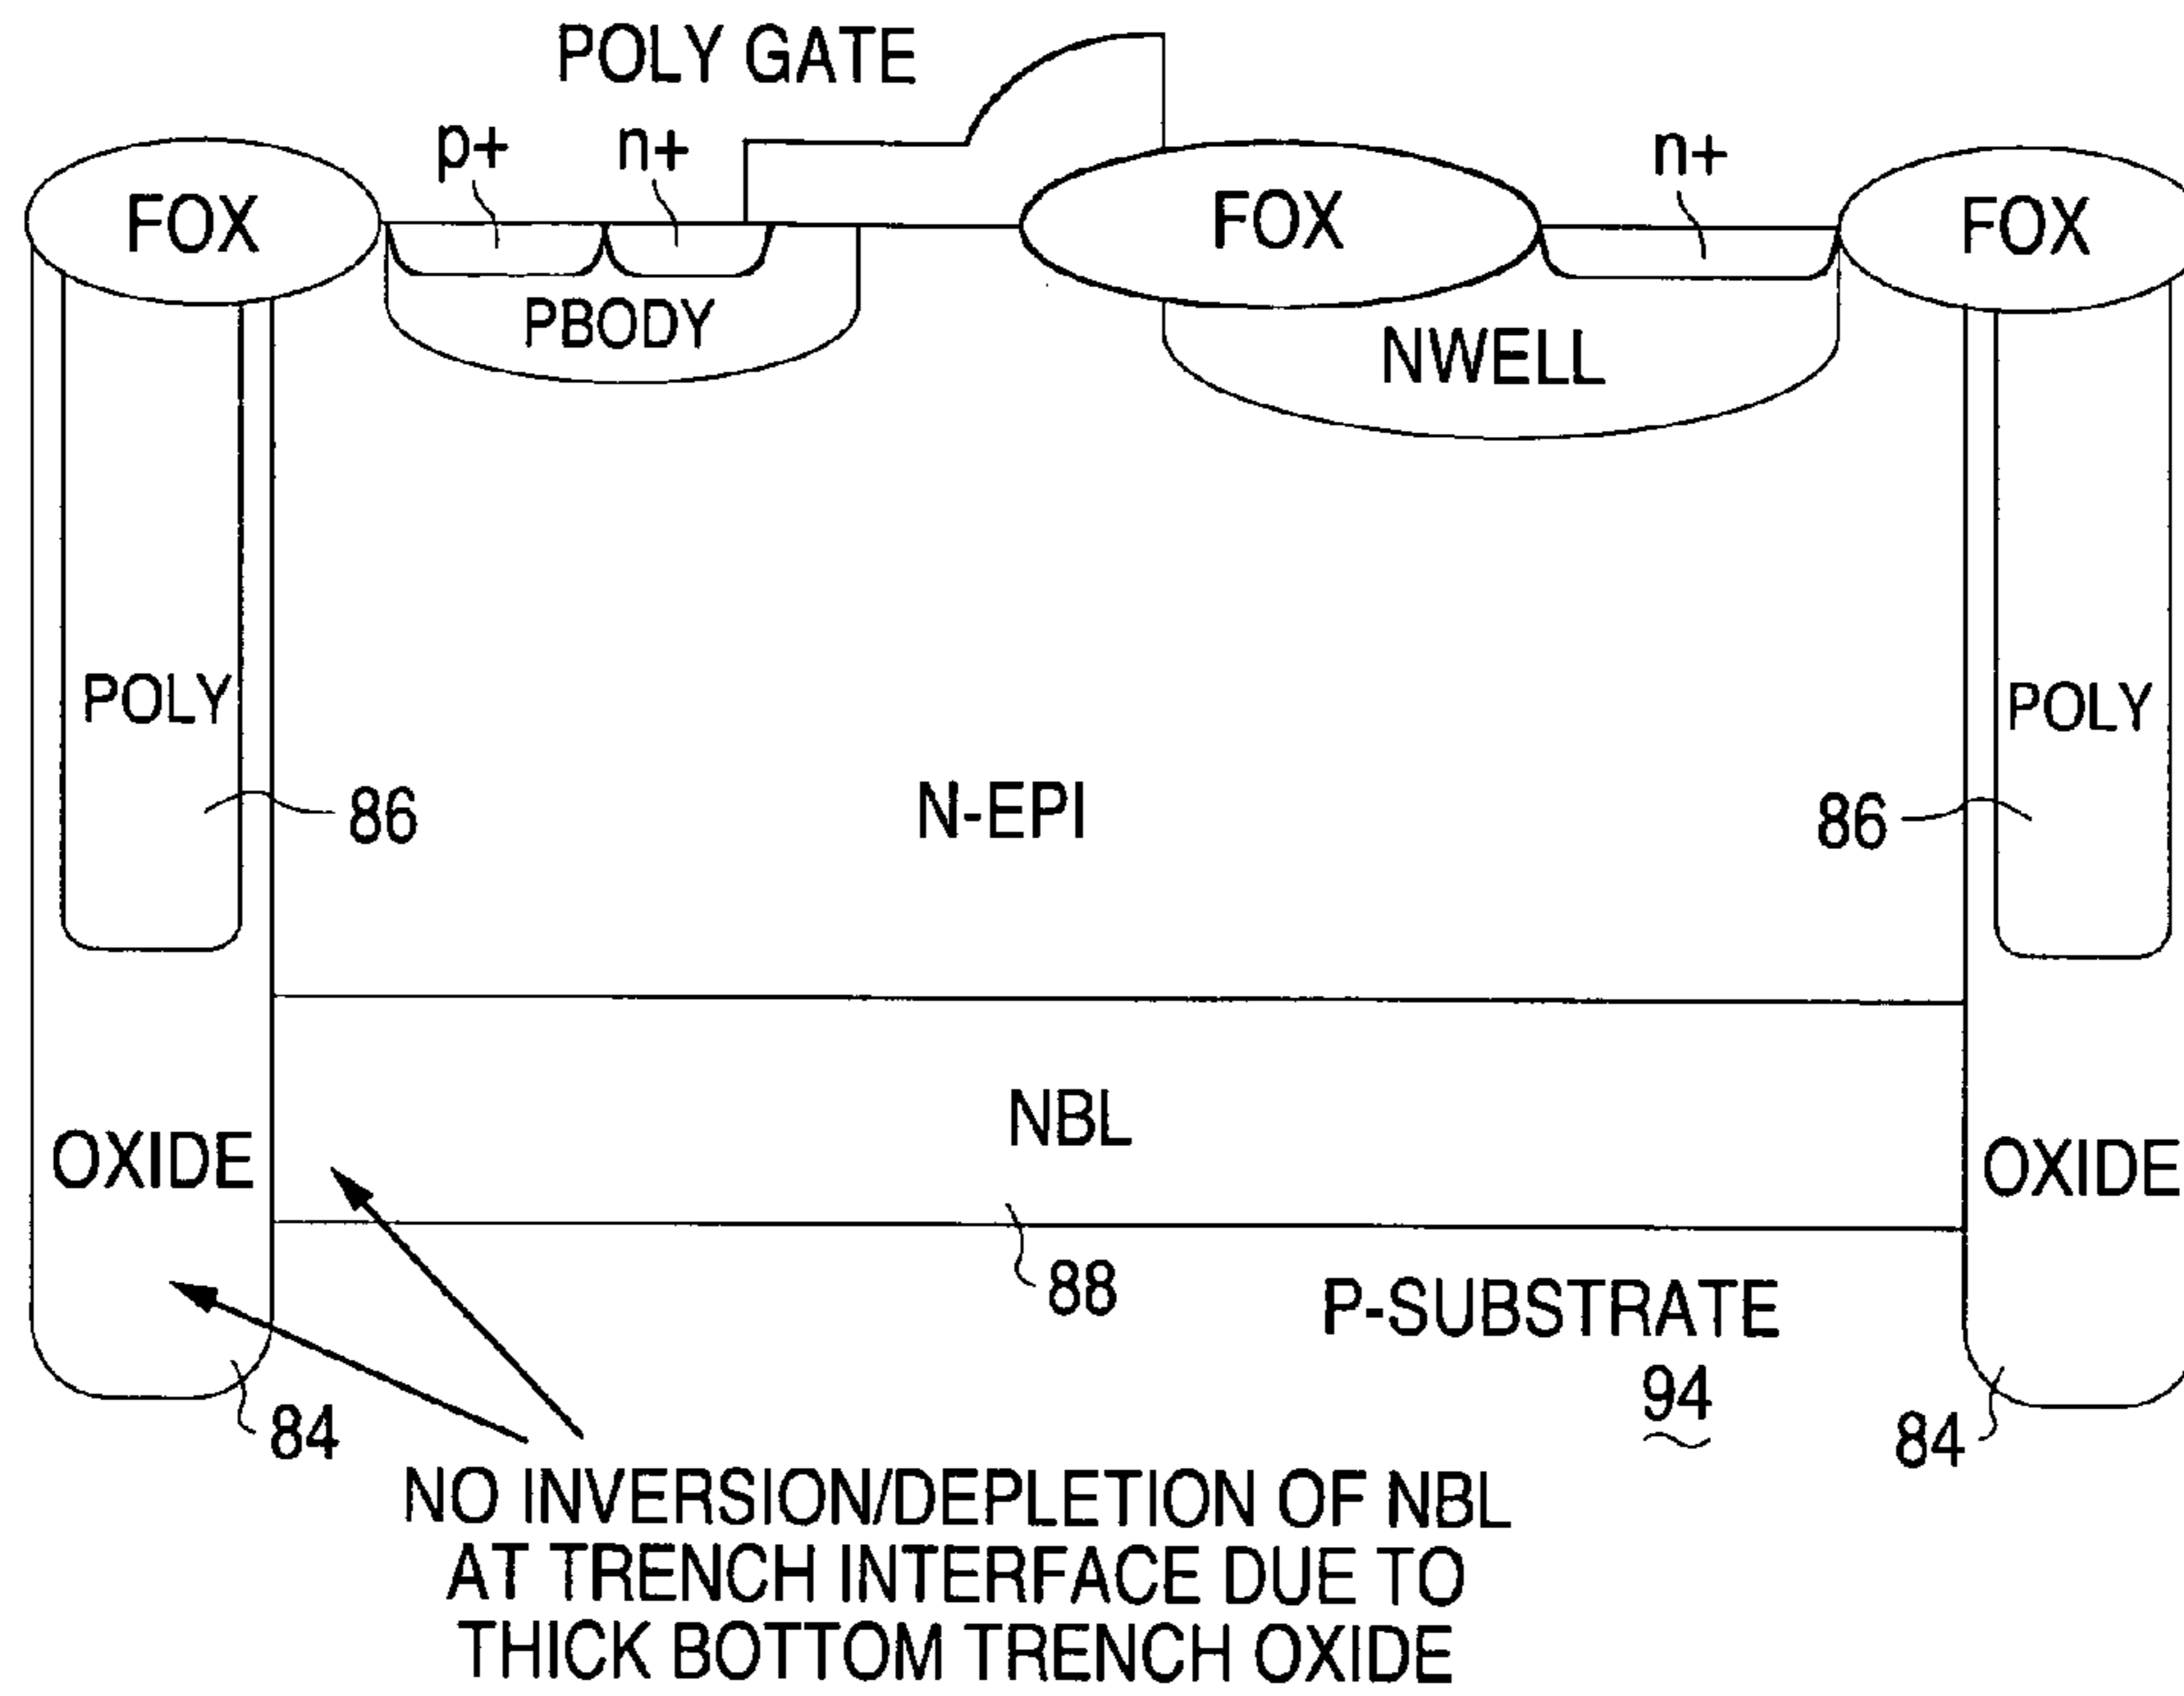 POLY GATE
p+
n+
n+
FOX
FOX
FOX
PBODY
NWELL
POLY
POLY
86
N-EPI
86
NBL
OXIDE
OXIDE
88
P-SUBSTRATE
94
84
84
NO INVERSION/DEPLETION OF NBL
AT TRENCH INTERFACE DUE TO
THICK BOTTOM TRENCH OXIDE